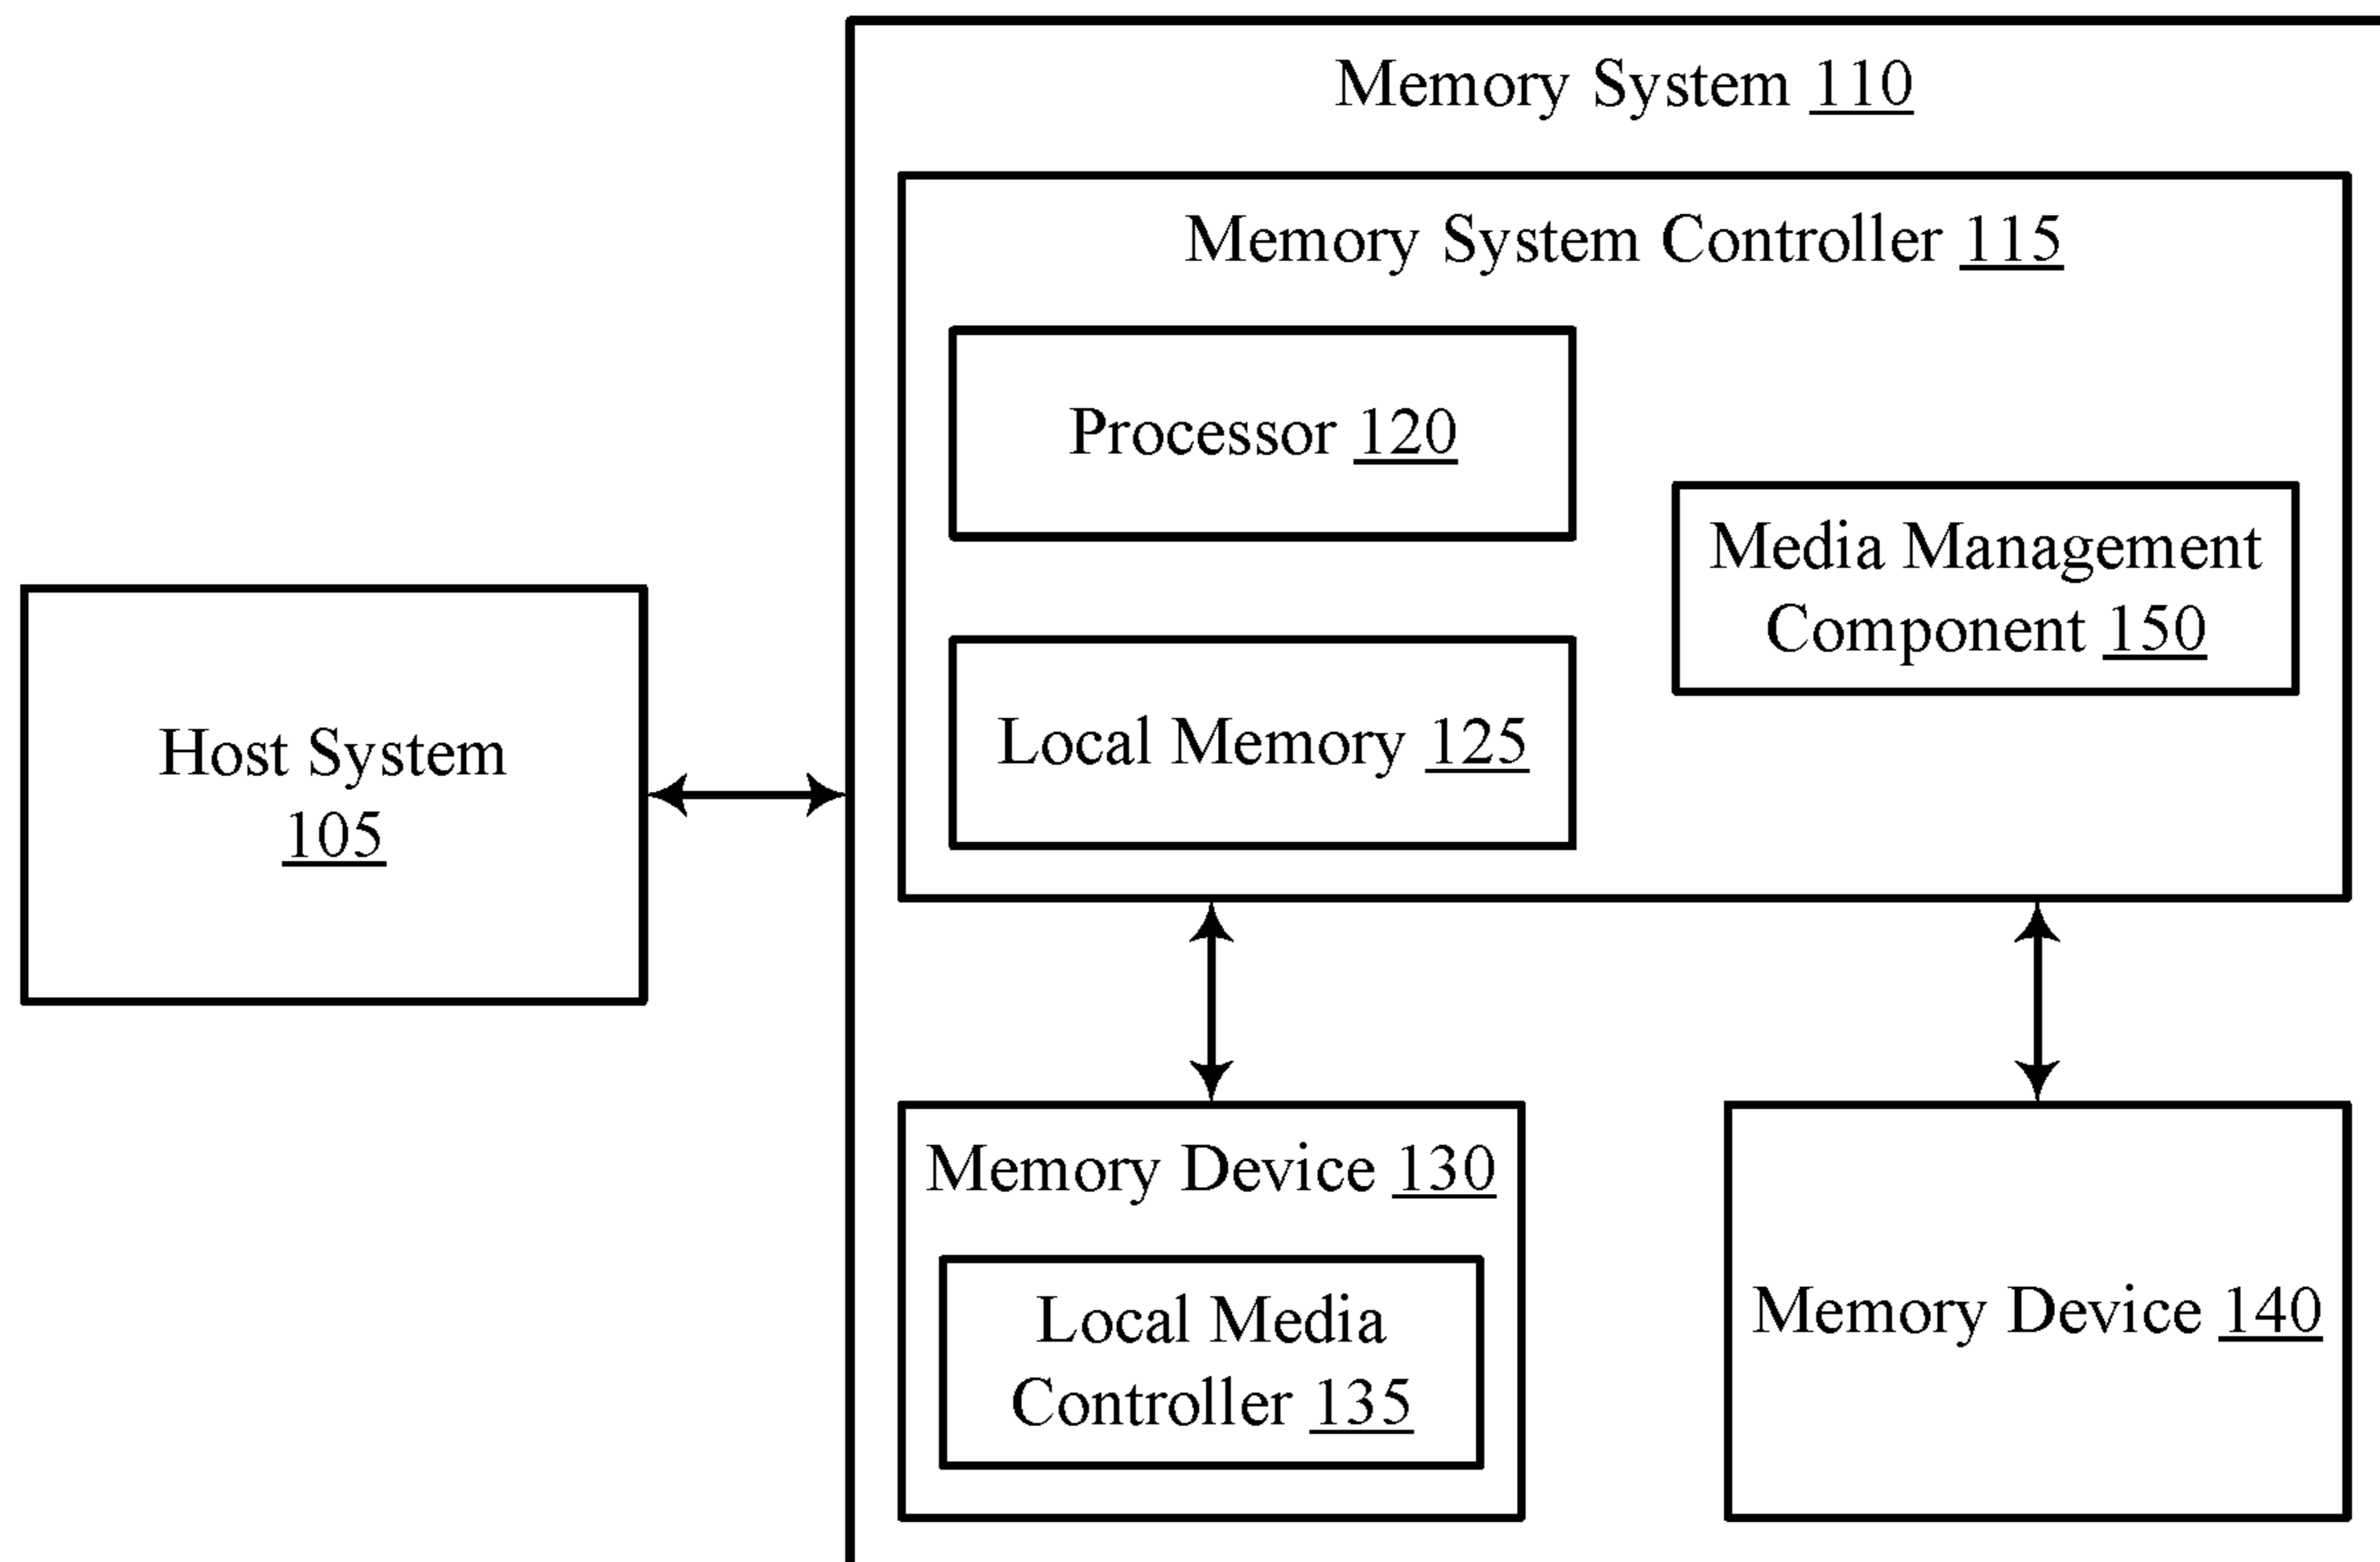 Memory System 110
Memory System Controller 115
Processor 120
Media Management
Component 150
Local Memory 125
Host System
105
Memory Device 130
Local Media
Controller 135
Memory Device 140